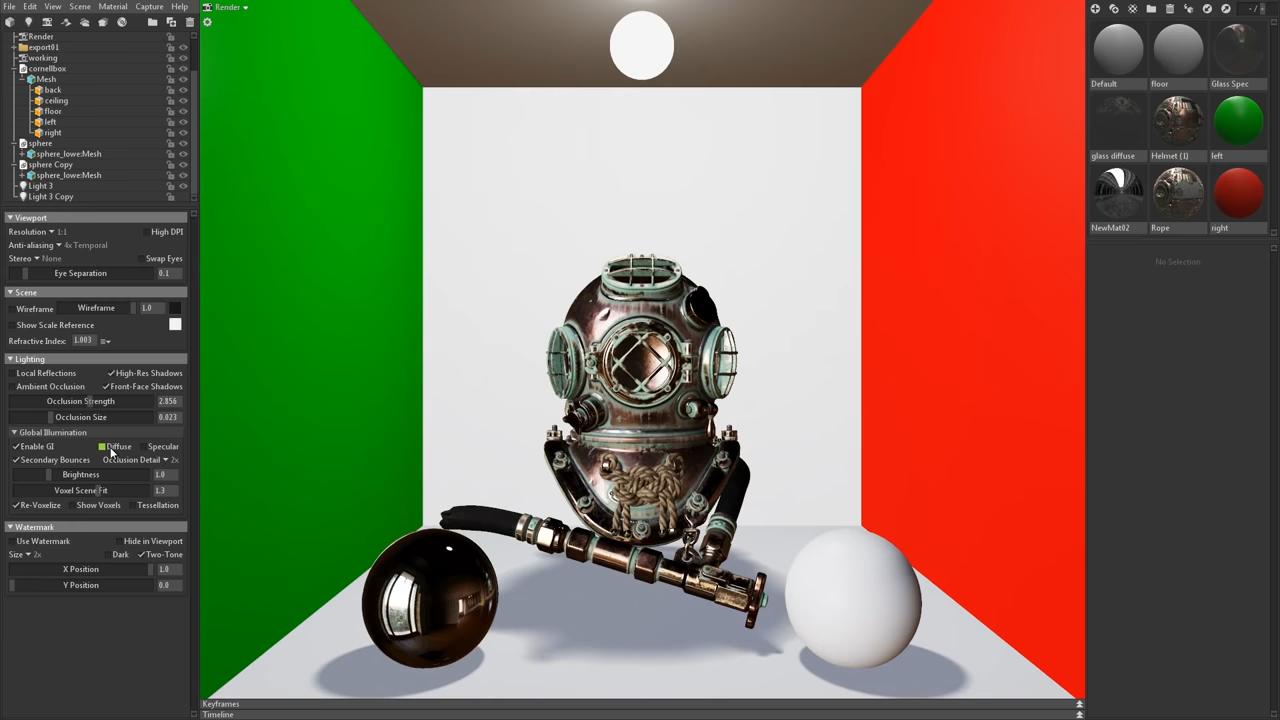 File Edit View Scene Material Capture Help
Render
Render
export01
working
cornellbox
Mesh
back
ceiling
floor
left
right
sphere
sphere_lowe:Mesh
sphere Copy
sphere_lowe:Mesh
Light 3
Light 3 Copy
Viewport
Resolution 1:1 High DPI
Anti-aliasing 4x Temporal
Stereo None Swap Eyes
Eye Separation 0.1
Scene
Wireframe Wireframe 1.0
Show Scale Reference
Refractive Index: 1.003
Lighting
Local Reflections High-Res Shadows
Ambient Occlusion Front-Face Shadows
Occlusion Strength 2.856
Occlusion Size 0.023
Global Illumination
Enable GI Diffuse Specular
Secondary Bounces Occlusion Detail 2x
Brightness 1.0
Voxel Scene Fit 1.3
Re-Voxelize Show Voxels Tessellation
Watermark
Use Watermark Hide in Viewport
Size 2x Dark Two-Tone
X Position 1.0
Y Position 0.0
Keyframes
Timeline
- /
Default floor Glass Spec
glass diffuse Helmet (1) left
NewMat02 Rope right
No Selection